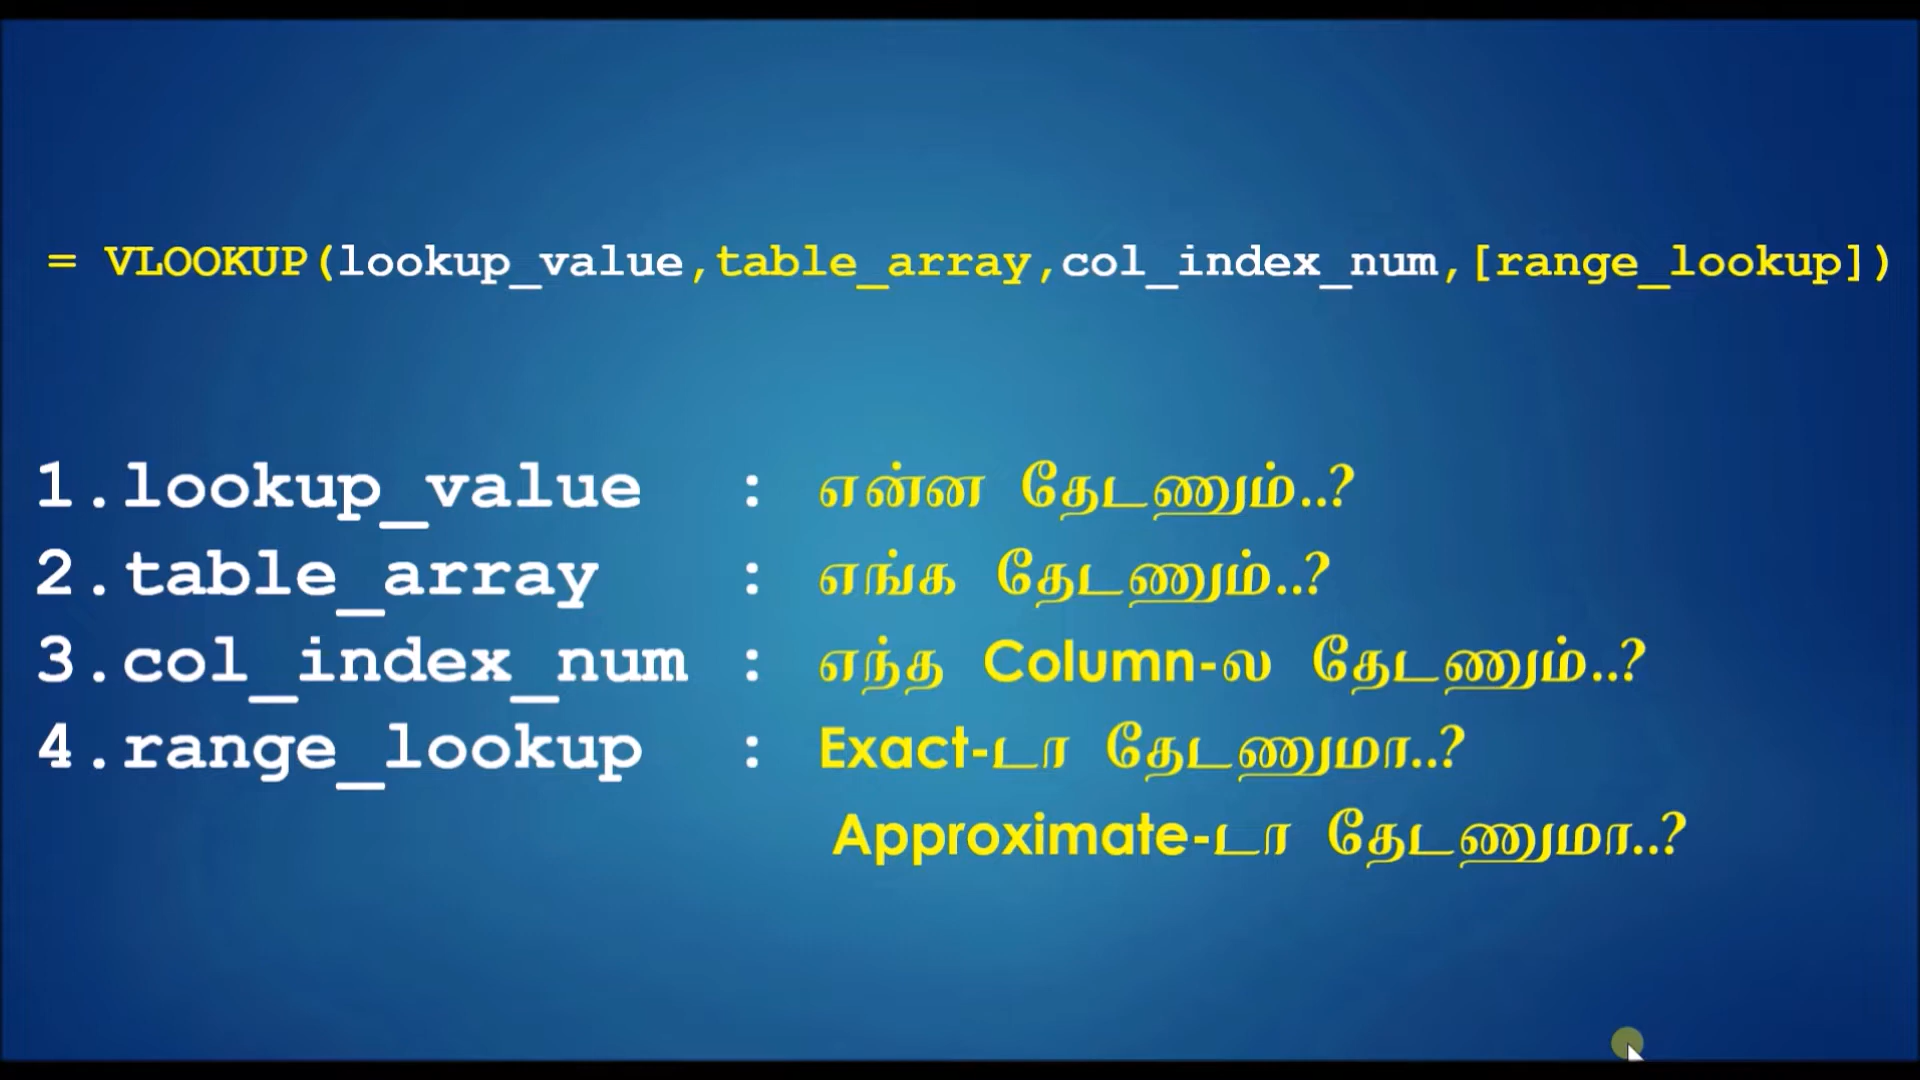 = VLOOKUP(lookup_value,table_array,col_index_num,[range_lookup])
1.lookup_value : என்ன தேடணும்..?
2.table_array : எங்க தேடணும்..?
3.col_index_num : எந்த Column-ல தேடணும்..?
4.range_lookup : Exact-டா தேடணுமா..?
Approximate-டா தேடணுமா..?